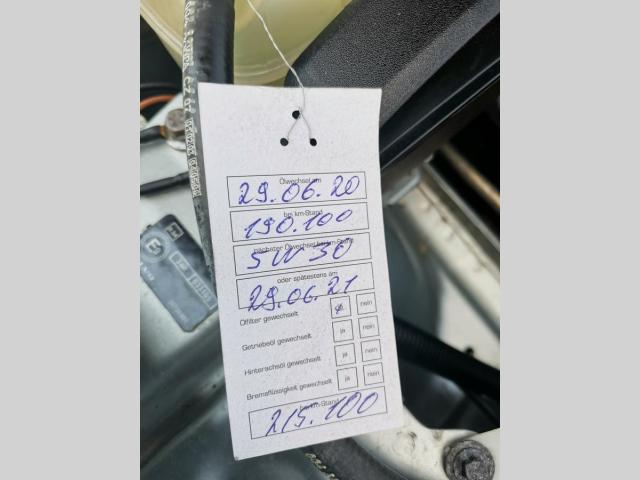 Ölwechsel am
29.06.20
bei km-Stand
190.100
nächster Ölwechsel bei km-Stand
5W30
oder spätestens am
29.06.21
Ölfilter gewechselt ja nein
Getriebeöl gewechselt ja nein
Hinterachsöl gewechselt ja nein
Bremsflüssigkeit gewechselt ja nein
bei km-Stand
215.100